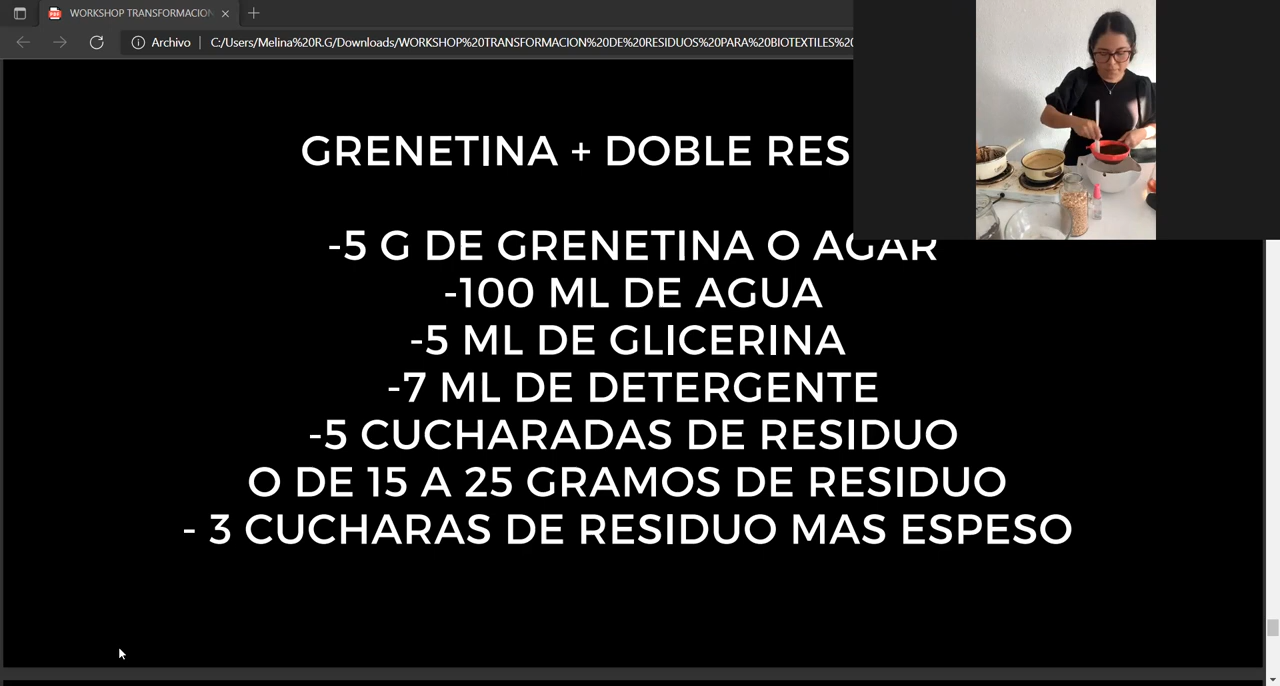 WORKSHOP TRANSFORMACION
Archivo
C:/Users/Melina%20R.G/Downloads/WORKSHOP%20TRANSFORMACION%20DE%20RESIDUOS%20PARA%20BIOTEXTILES%20
GRENETINA + DOBLE RES
-5 G DE GRENETINA O AGAR
-100 ML DE AGUA
-5 ML DE GLICERINA
-7 ML DE DETERGENTE
-5 CUCHARADAS DE RESIDUO
O DE 15 A 25 GRAMOS DE RESIDUO
- 3 CUCHARAS DE RESIDUO MAS ESPESO